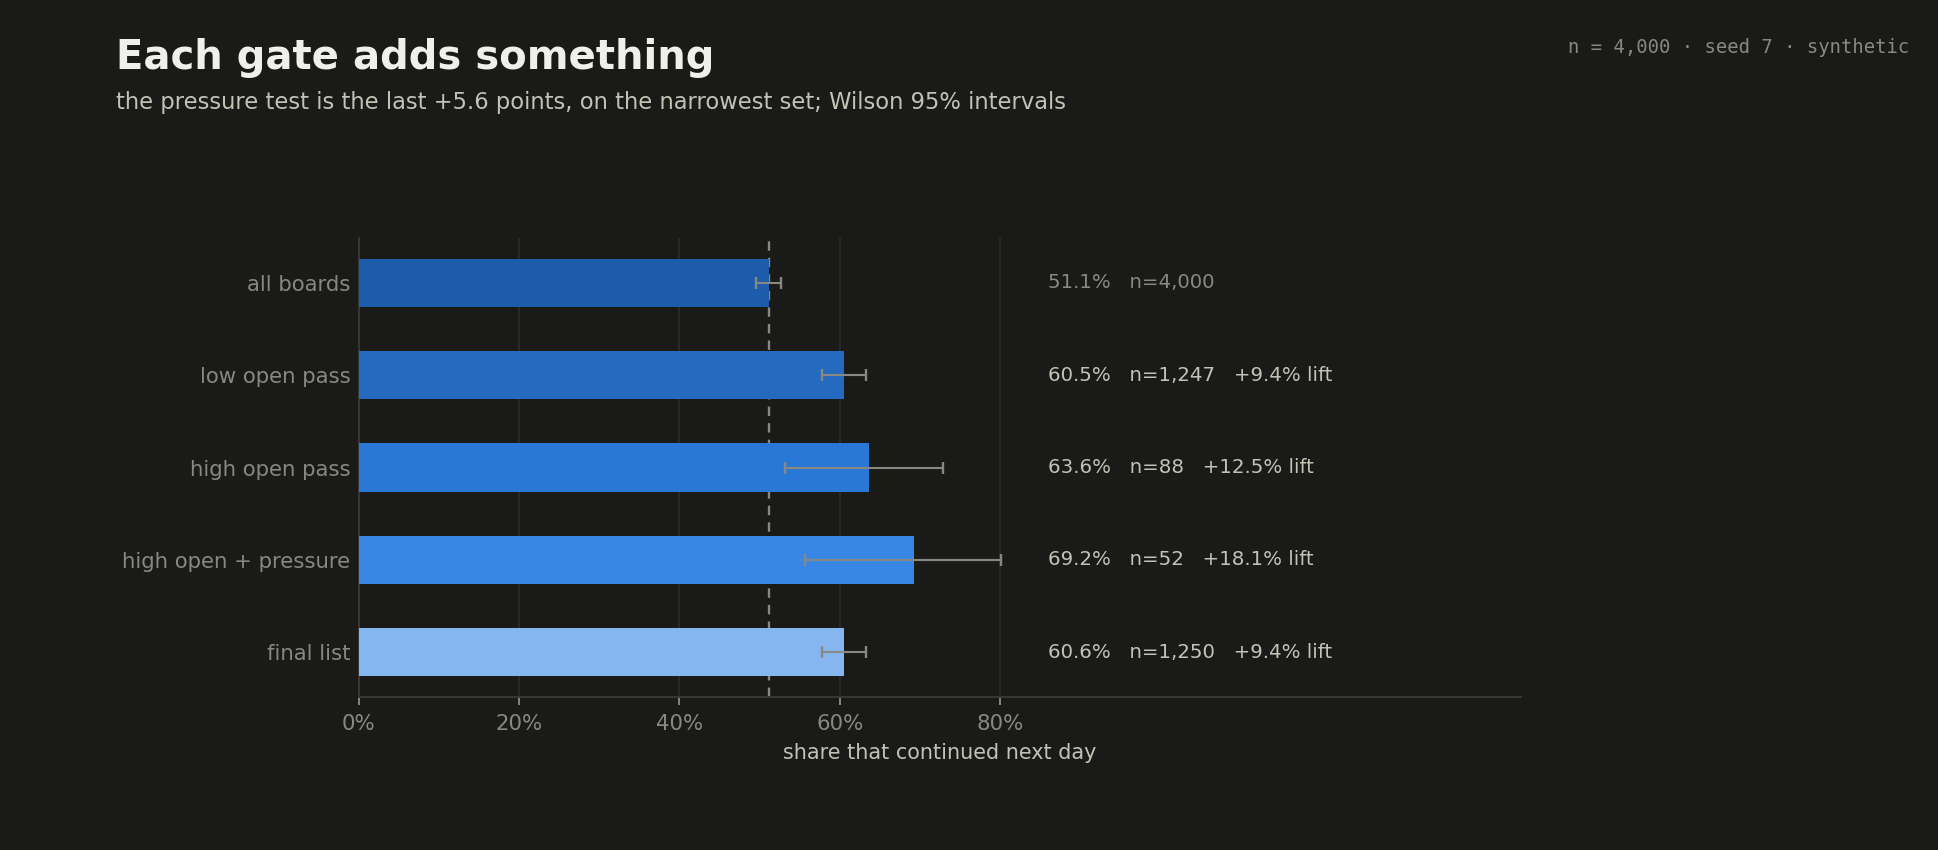 Each gate adds something
n = 4,000 · seed 7 · synthetic
the pressure test is the last +5.6 points, on the narrowest set; Wilson 95% intervals
all boards 51.1% n=4,000
low open pass 60.5% n=1,247 +9.4% lift
high open pass 63.6% n=88 +12.5% lift
high open + pressure 69.2% n=52 +18.1% lift
final list 60.6% n=1,250 +9.4% lift
0% 20% 40% 60% 80%
share that continued next day